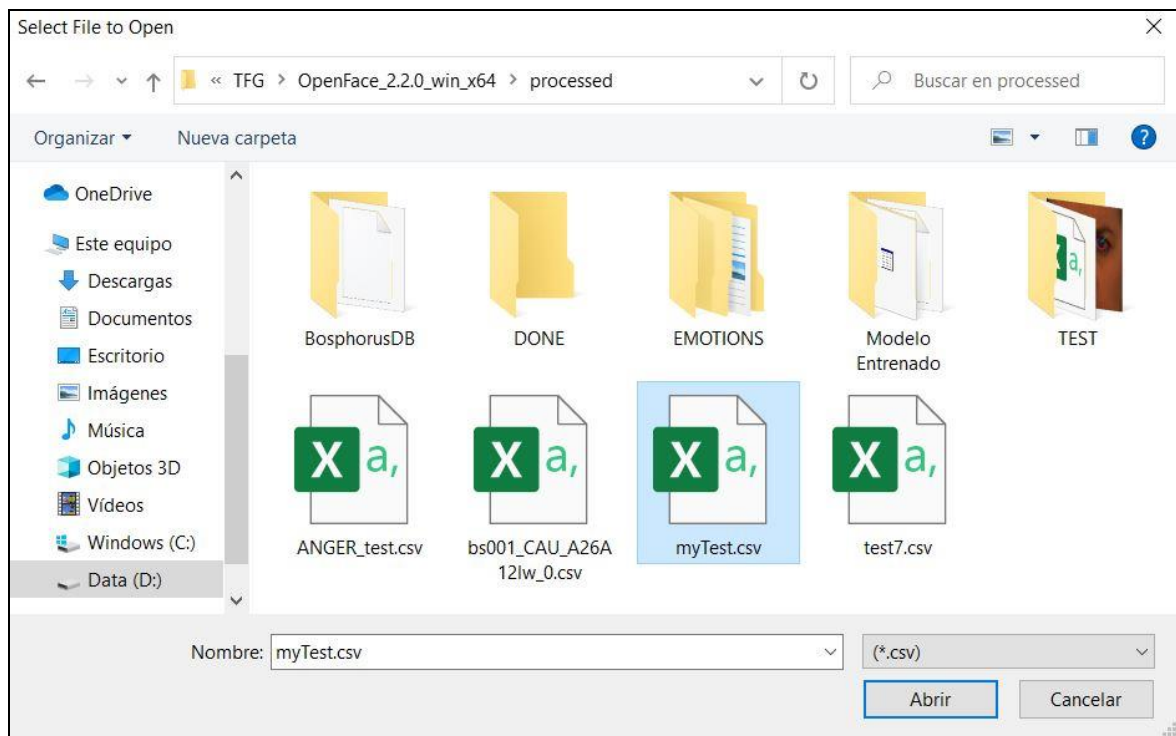 Select File to Open
« TFG > OpenFace_2.2.0_win_x64 > processed
Buscar en processed
Organizar
Nueva carpeta
?
OneDrive
Este equipo
Descargas
Documentos
Escritorio
Imágenes
Música
Objetos 3D
Vídeos
Windows (C:)
Data (D:)
BosphorusDB
DONE
EMOTIONS
Modelo
Entrenado
a,
TEST
X a,
ANGER_test.csv
X a,
bs001_CAU_A26A
12lw_0.csv
X a,
myTest.csv
X a,
test7.csv
Nombre: myTest.csv
(*.csv)
Abrir
Cancelar